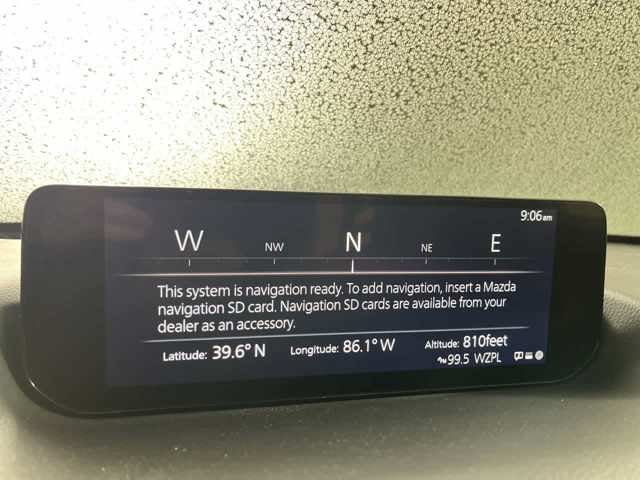 9:06am
W NW N NE E
This system is navigation ready. To add navigation, insert a Mazda
navigation SD card. Navigation SD cards are available from your
dealer as an accessory.
Latitude: 39.6° N Longitude: 86.1° W Altitude: 810feet
99.5 WZPL